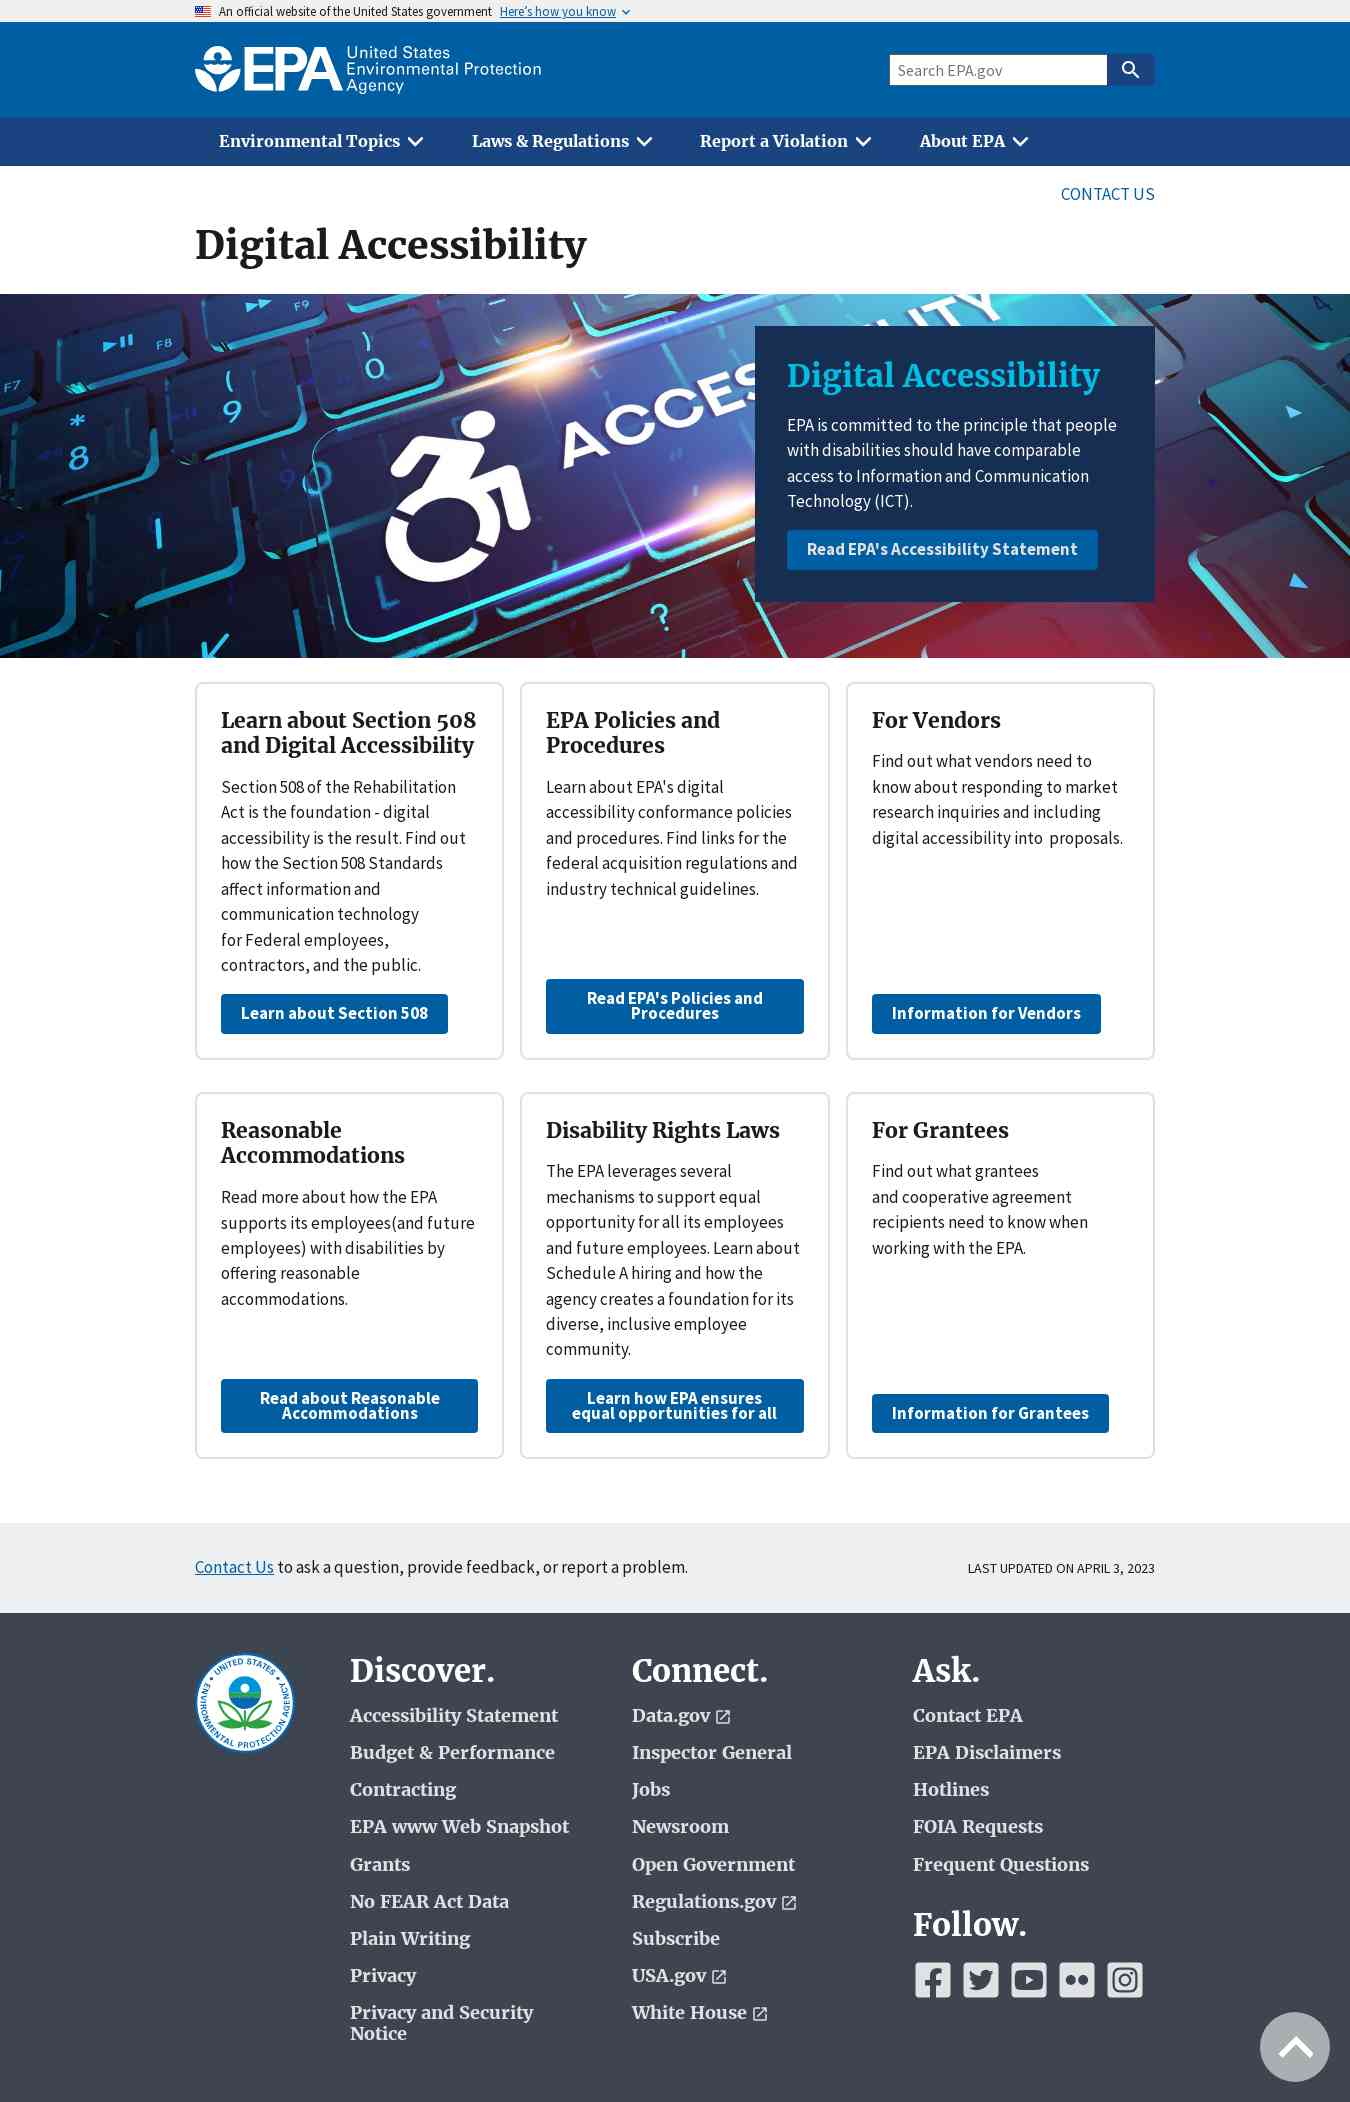 An official website of the United States government Here's how you know
EPA United States
Environmental Protection
Agency
Search EPA.gov
Environmental Topics
Laws & Regulations
Report a Violation
About EPA
CONTACT US
Digital Accessibility
F7
F8
F9
* 8
( 9
) 0
1
?
ACCES
ITY
Digital Accessibility
EPA is committed to the principle that people
with disabilities should have comparable
access to Information and Communication
Technology (ICT).
Read EPA's Accessibility Statement
Learn about Section 508
and Digital Accessibility
Section 508 of the Rehabilitation
Act is the foundation - digital
accessibility is the result. Find out
how the Section 508 Standards
affect information and
communication technology
for Federal employees,
contractors, and the public.
Learn about Section 508
EPA Policies and
Procedures
Learn about EPA's digital
accessibility conformance policies
and procedures. Find links for the
federal acquisition regulations and
industry technical guidelines.
Read EPA's Policies and
Procedures
For Vendors
Find out what vendors need to
know about responding to market
research inquiries and including
digital accessibility into  proposals.
Information for Vendors
Reasonable
Accommodations
Read more about how the EPA
supports its employees(and future
employees) with disabilities by
offering reasonable
accommodations.
Read about Reasonable
Accommodations
Disability Rights Laws
The EPA leverages several
mechanisms to support equal
opportunity for all its employees
and future employees. Learn about
Schedule A hiring and how the
agency creates a foundation for its
diverse, inclusive employee
community.
Learn how EPA ensures
equal opportunities for all
For Grantees
Find out what grantees
and cooperative agreement
recipients need to know when
working with the EPA.
Information for Grantees
Contact Us to ask a question, provide feedback, or report a problem.
LAST UPDATED ON APRIL 3, 2023
UNITED STATES
ENVIRONMENTAL PROTECTION AGENCY
Discover.
Accessibility Statement
Budget & Performance
Contracting
EPA www Web Snapshot
Grants
No FEAR Act Data
Plain Writing
Privacy
Privacy and Security
Notice
Connect.
Data.gov
Inspector General
Jobs
Newsroom
Open Government
Regulations.gov
Subscribe
USA.gov
White House
Ask.
Contact EPA
EPA Disclaimers
Hotlines
FOIA Requests
Frequent Questions
Follow.